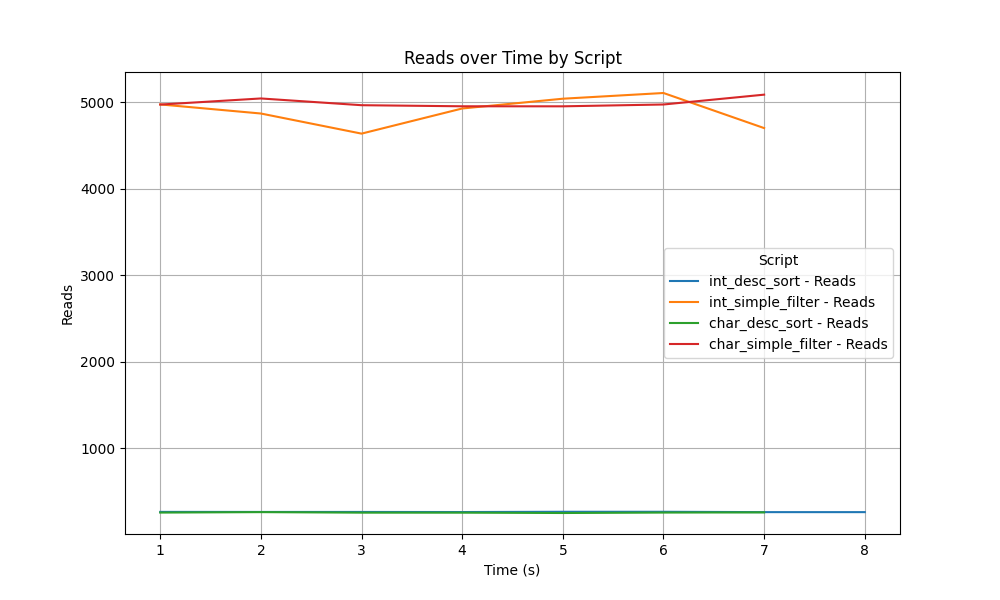 Reads over Time by Script
Reads
5000
4000
3000
2000
1000
1 2 3 4 5 6 7 8
Time (s)
Script
int_desc_sort - Reads
int_simple_filter - Reads
char_desc_sort - Reads
char_simple_filter - Reads